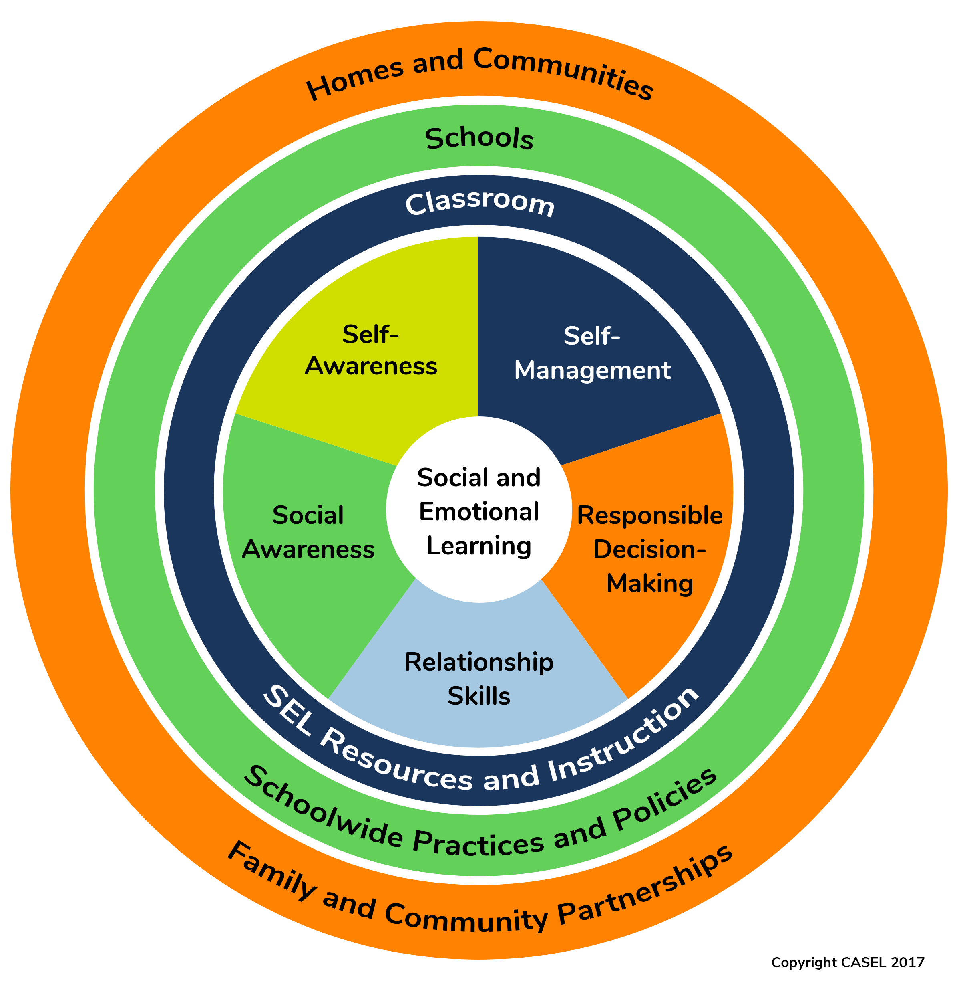 Homes and Communities
Schools
Classroom
Self-
Awareness
Self-
Management
Social and
Emotional
Learning
Social
Awareness
Responsible
Decision-
Making
Relationship
Skills
SEL Resources and Instruction
Schoolwide Practices and Policies
Family and Community Partnerships
Copyright CASEL 2017